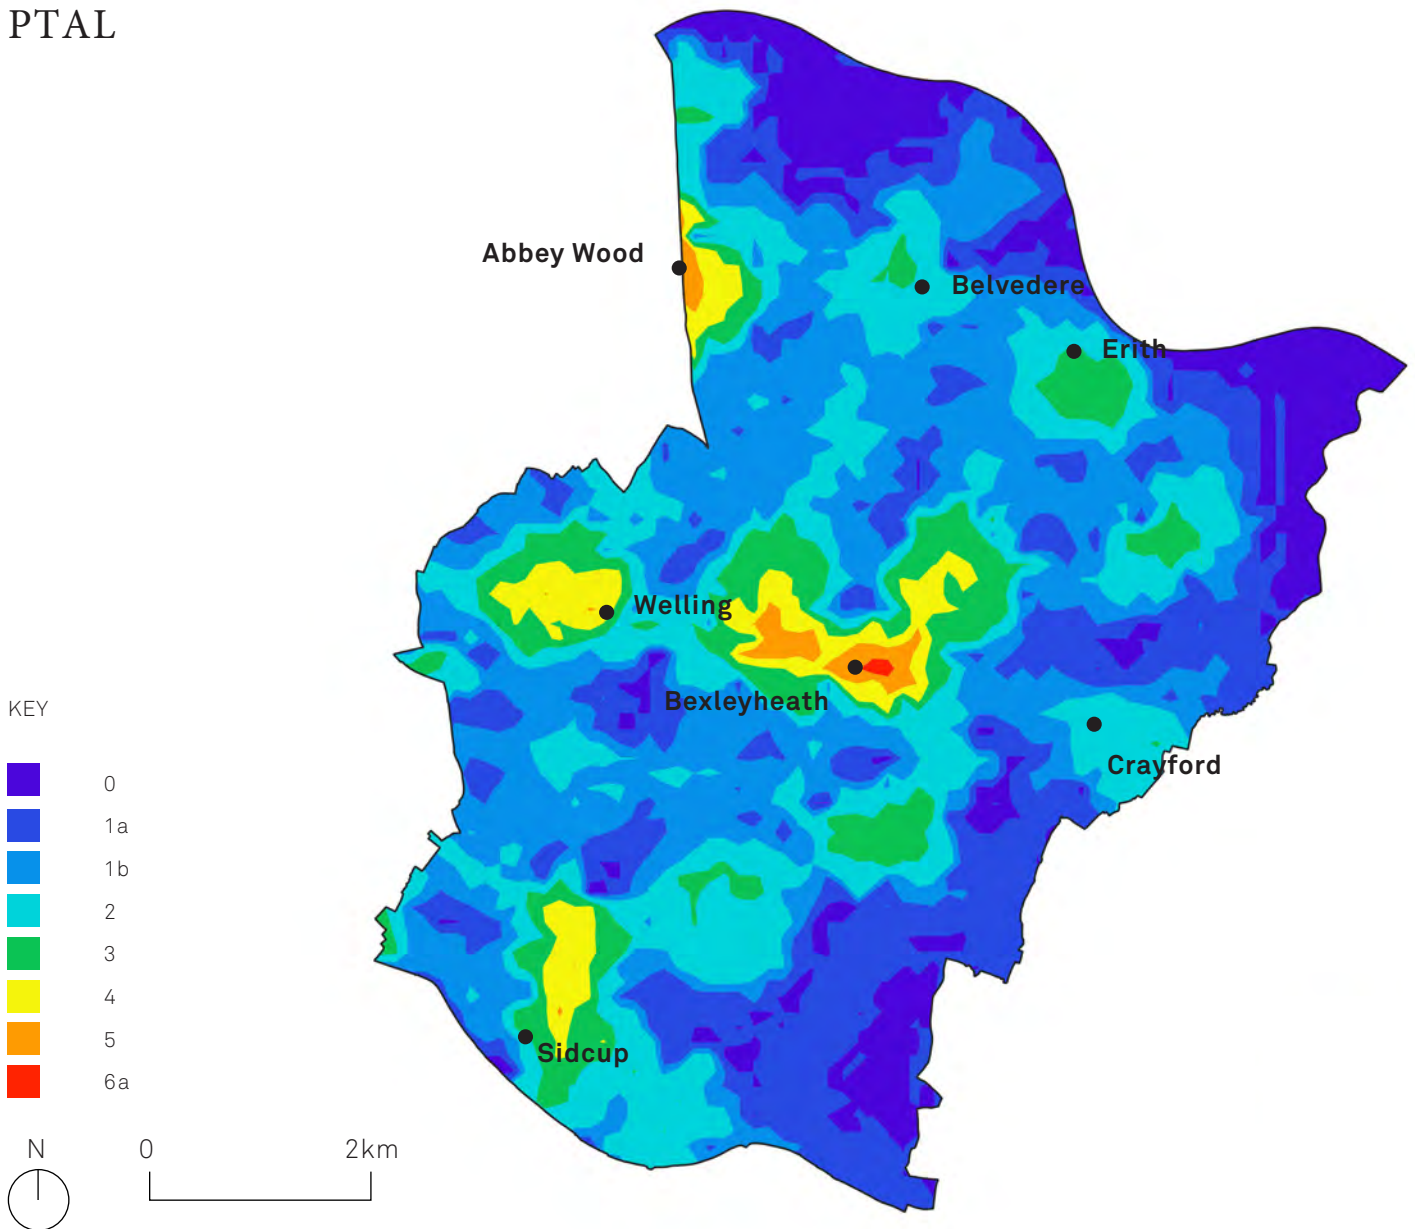 PTAL
Abbey Wood
Belvedere
Erith
Welling
Bexleyheath
Crayford
Sidcup
KEY
0
1a
1b
2
3
4
5
6a
N
0 2km